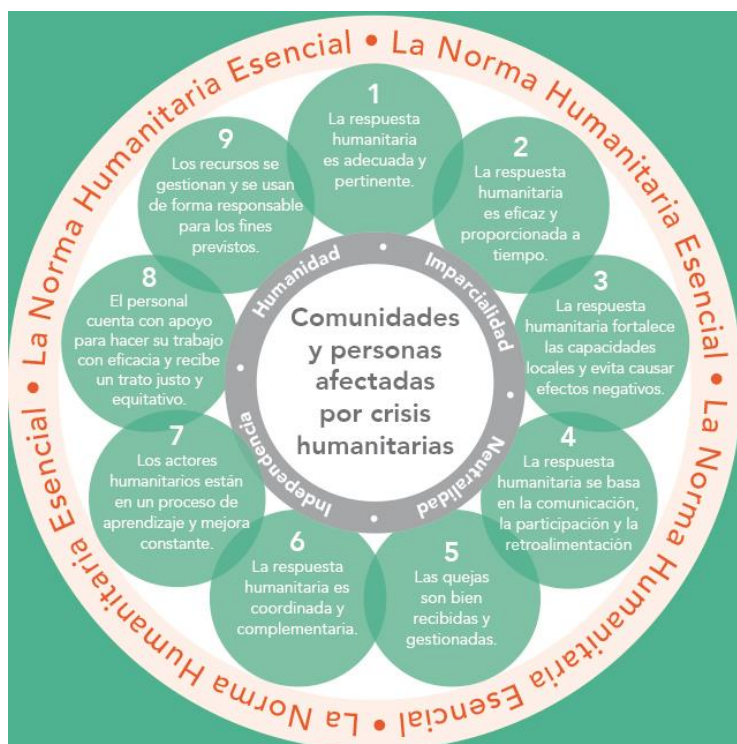 La Norma Humanitaria Esencial • La Norma Humanitaria Esencial • La Norma Humanitaria Esencial • La Norma Humanitaria Esencial •
1
La respuesta
humanitaria
es adecuada y
pertinente.
2
La respuesta
humanitaria
es eficaz y
proporcionada a
tiempo.
3
La respuesta
humanitaria fortalece
las capacidades
locales y evita causar
efectos negativos.
4
La respuesta
humanitaria se basa
en la comunicación,
la participación y la
retroalimentación
5
Las quejas
son bien
recibidas y
gestionadas.
6
La respuesta
humanitaria es
coordinada y
complementaria.
7
Los actores
humanitarios están
en un proceso de
aprendizaje y mejora
constante.
8
El personal
cuenta con apoyo
para hacer su trabajo
con eficacia y recibe
un trato justo y
equitativo.
9
Los recursos se
gestionan y se usan
de forma responsable
para los fines
previstos.
Humanidad • Imparcialidad • Neutralidad • Independencia •
Comunidades
y personas
afectadas
por crisis
humanitarias